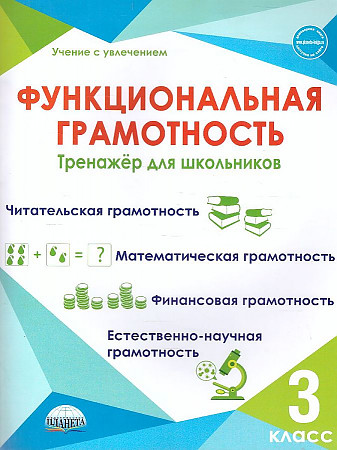 Учение с увлечением
ФУНКЦИОНАЛЬНАЯ
ГРАМОТНОСТЬ
Тренажёр для школьников
Читательская грамотность
+ = ?
Математическая грамотность
Финансовая грамотность
Естественно-научная
грамотность
ПЛАНЕТА
3
КЛАСС